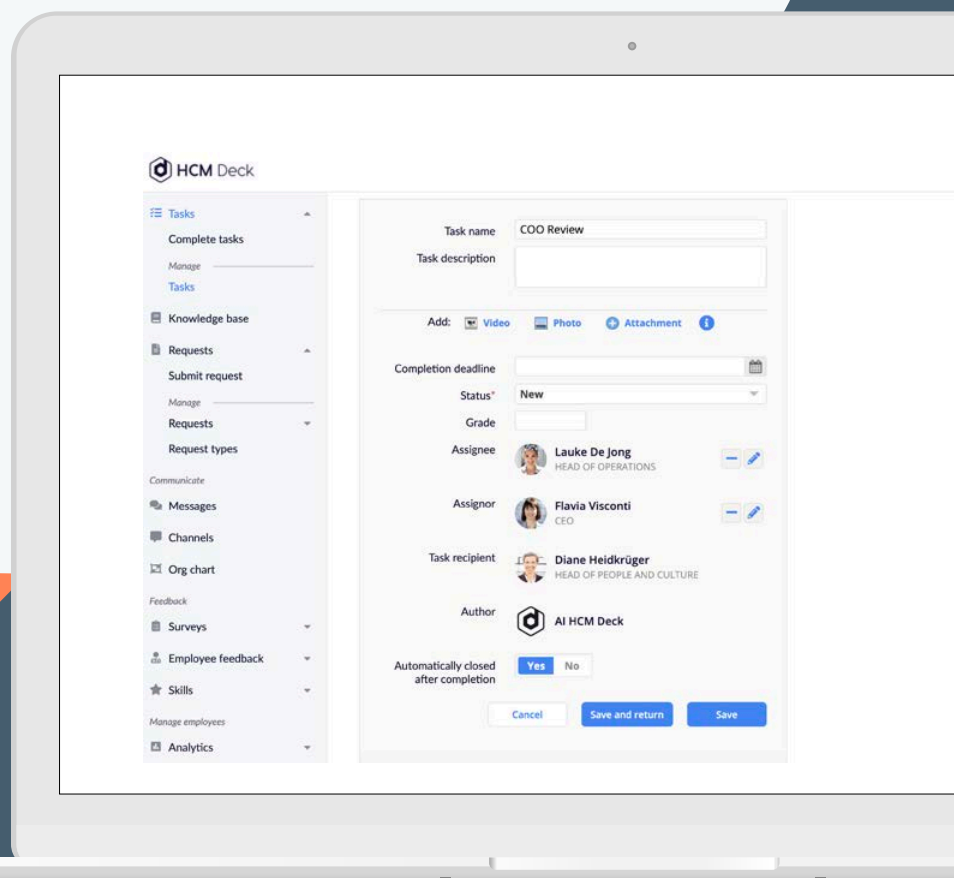 HCM Deck
Tasks
Complete tasks
Manage
Tasks
Knowledge base
Requests
Submit request
Manage
Requests
Request types
Communicate
Messages
Channels
Org chart
Feedback
Surveys
Employee feedback
Skills
Manage employees
Analytics
Task name COO Review
Task description
Add: Video Photo Attachment i
Completion deadline
Status* New
Grade
Assignee Lauke De Jong
HEAD OF OPERATIONS
Assignor Flavia Visconti
CEO
Task recipient Diane Heidkrüger
HEAD OF PEOPLE AND CULTURE
Author AI HCM Deck
Automatically closed
after completion
Yes No
Cancel Save and return Save